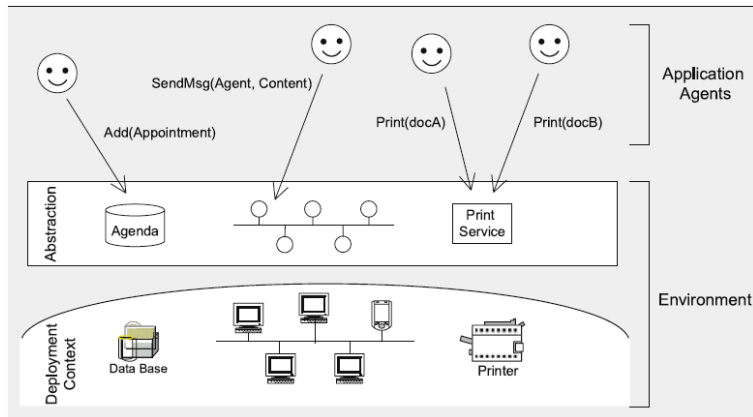 SendMsg(Agent, Content)
Add(Appointment)
Print(docA)
Print(docB)
Application
Agents
Abstraction
Agenda
Print
Service
Environment
Deployment
Context
Data Base
Printer